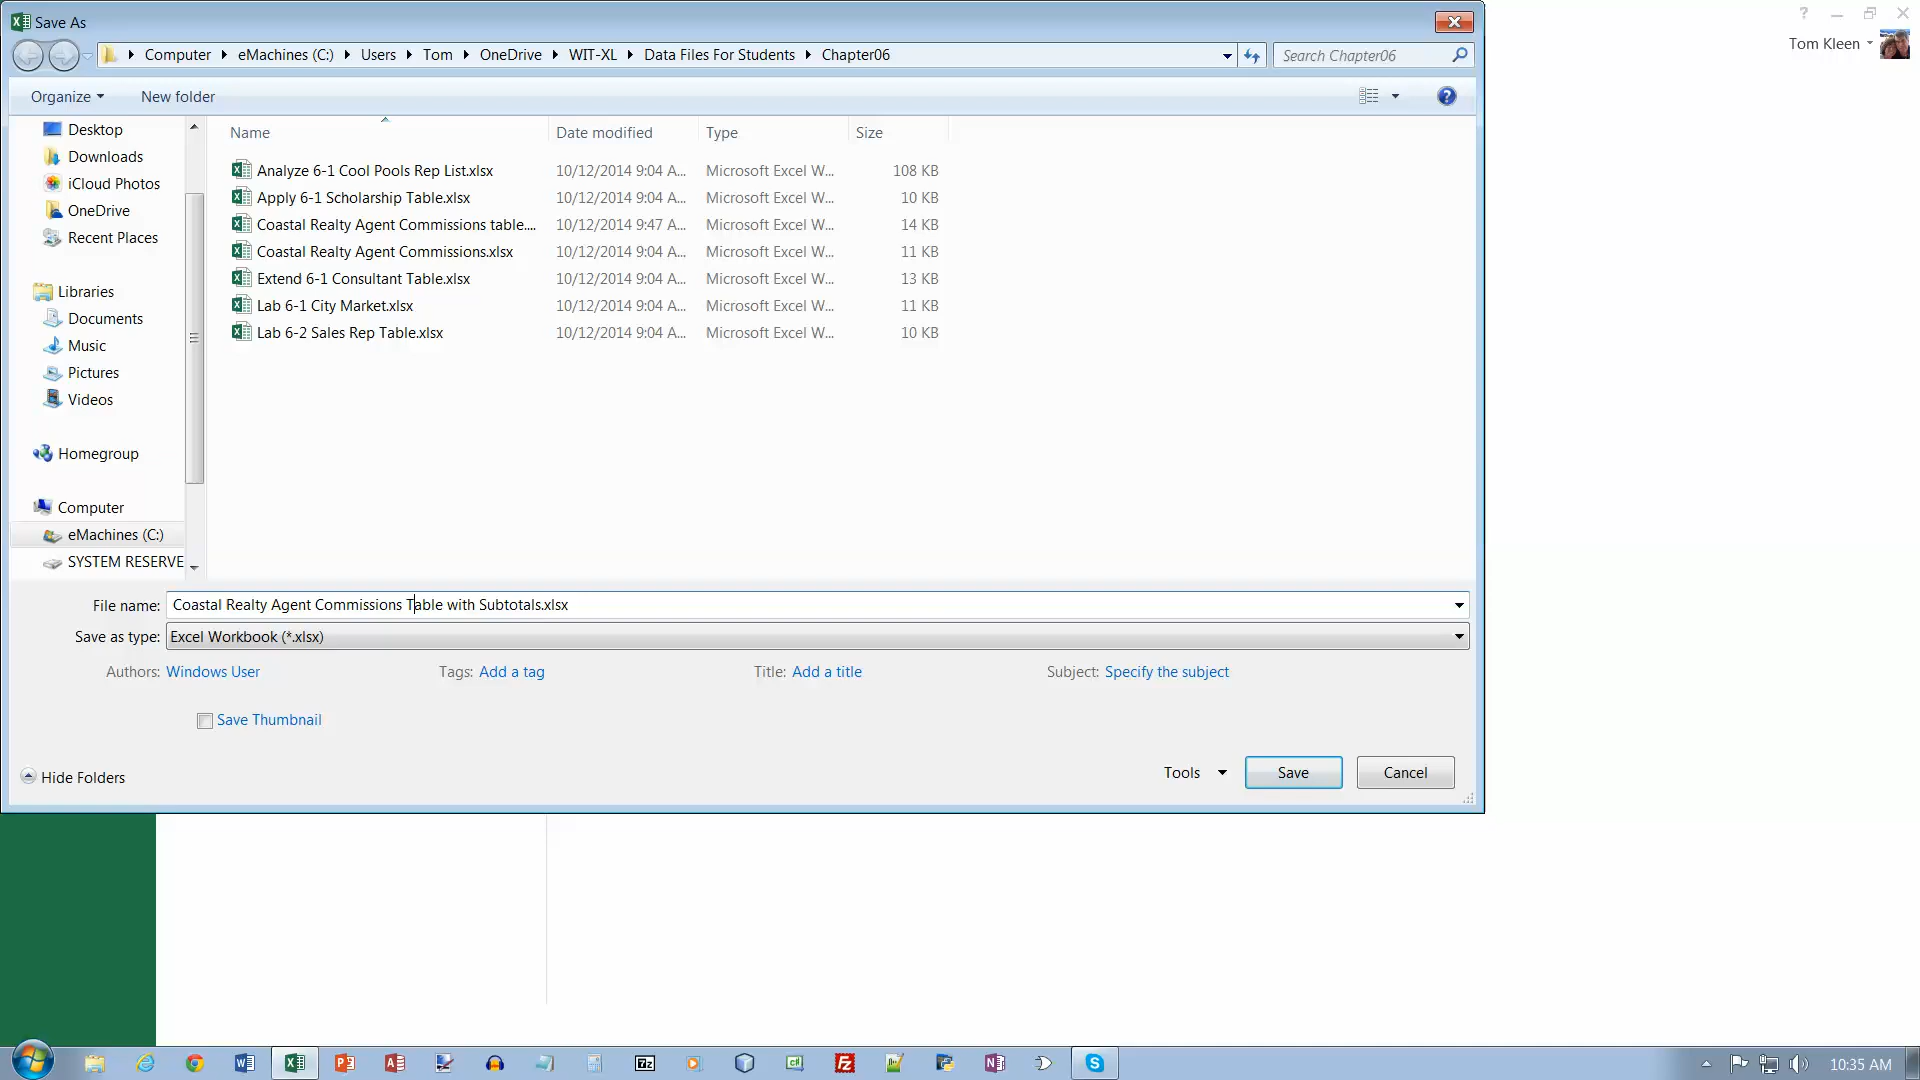 Save As
?
Tom Kleen
Computer eMachines (C:) Users Tom OneDrive WIT-XL Data Files For Students Chapter06
Search Chapter06
Organize New folder
?
Name Date modified Type Size
Desktop
Downloads
iCloud Photos
OneDrive
Recent Places
Libraries
Documents
Music
Pictures
Videos
Homegroup
Computer
eMachines (C:)
SYSTEM RESERVE
Analyze 6-1 Cool Pools Rep List.xlsx 10/12/2014 9:04 A... Microsoft Excel W... 108 KB
Apply 6-1 Scholarship Table.xlsx 10/12/2014 9:04 A... Microsoft Excel W... 10 KB
Coastal Realty Agent Commissions table.... 10/12/2014 9:47 A... Microsoft Excel W... 14 KB
Coastal Realty Agent Commissions.xlsx 10/12/2014 9:04 A... Microsoft Excel W... 11 KB
Extend 6-1 Consultant Table.xlsx 10/12/2014 9:04 A... Microsoft Excel W... 13 KB
Lab 6-1 City Market.xlsx 10/12/2014 9:04 A... Microsoft Excel W... 11 KB
Lab 6-2 Sales Rep Table.xlsx 10/12/2014 9:04 A... Microsoft Excel W... 10 KB
File name: Coastal Realty Agent Commissions Table with Subtotals.xlsx
Save as type: Excel Workbook (*.xlsx)
Authors: Windows User Tags: Add a tag Title: Add a title Subject: Specify the subject
Save Thumbnail
Hide Folders
Tools Save Cancel
10:35 AM